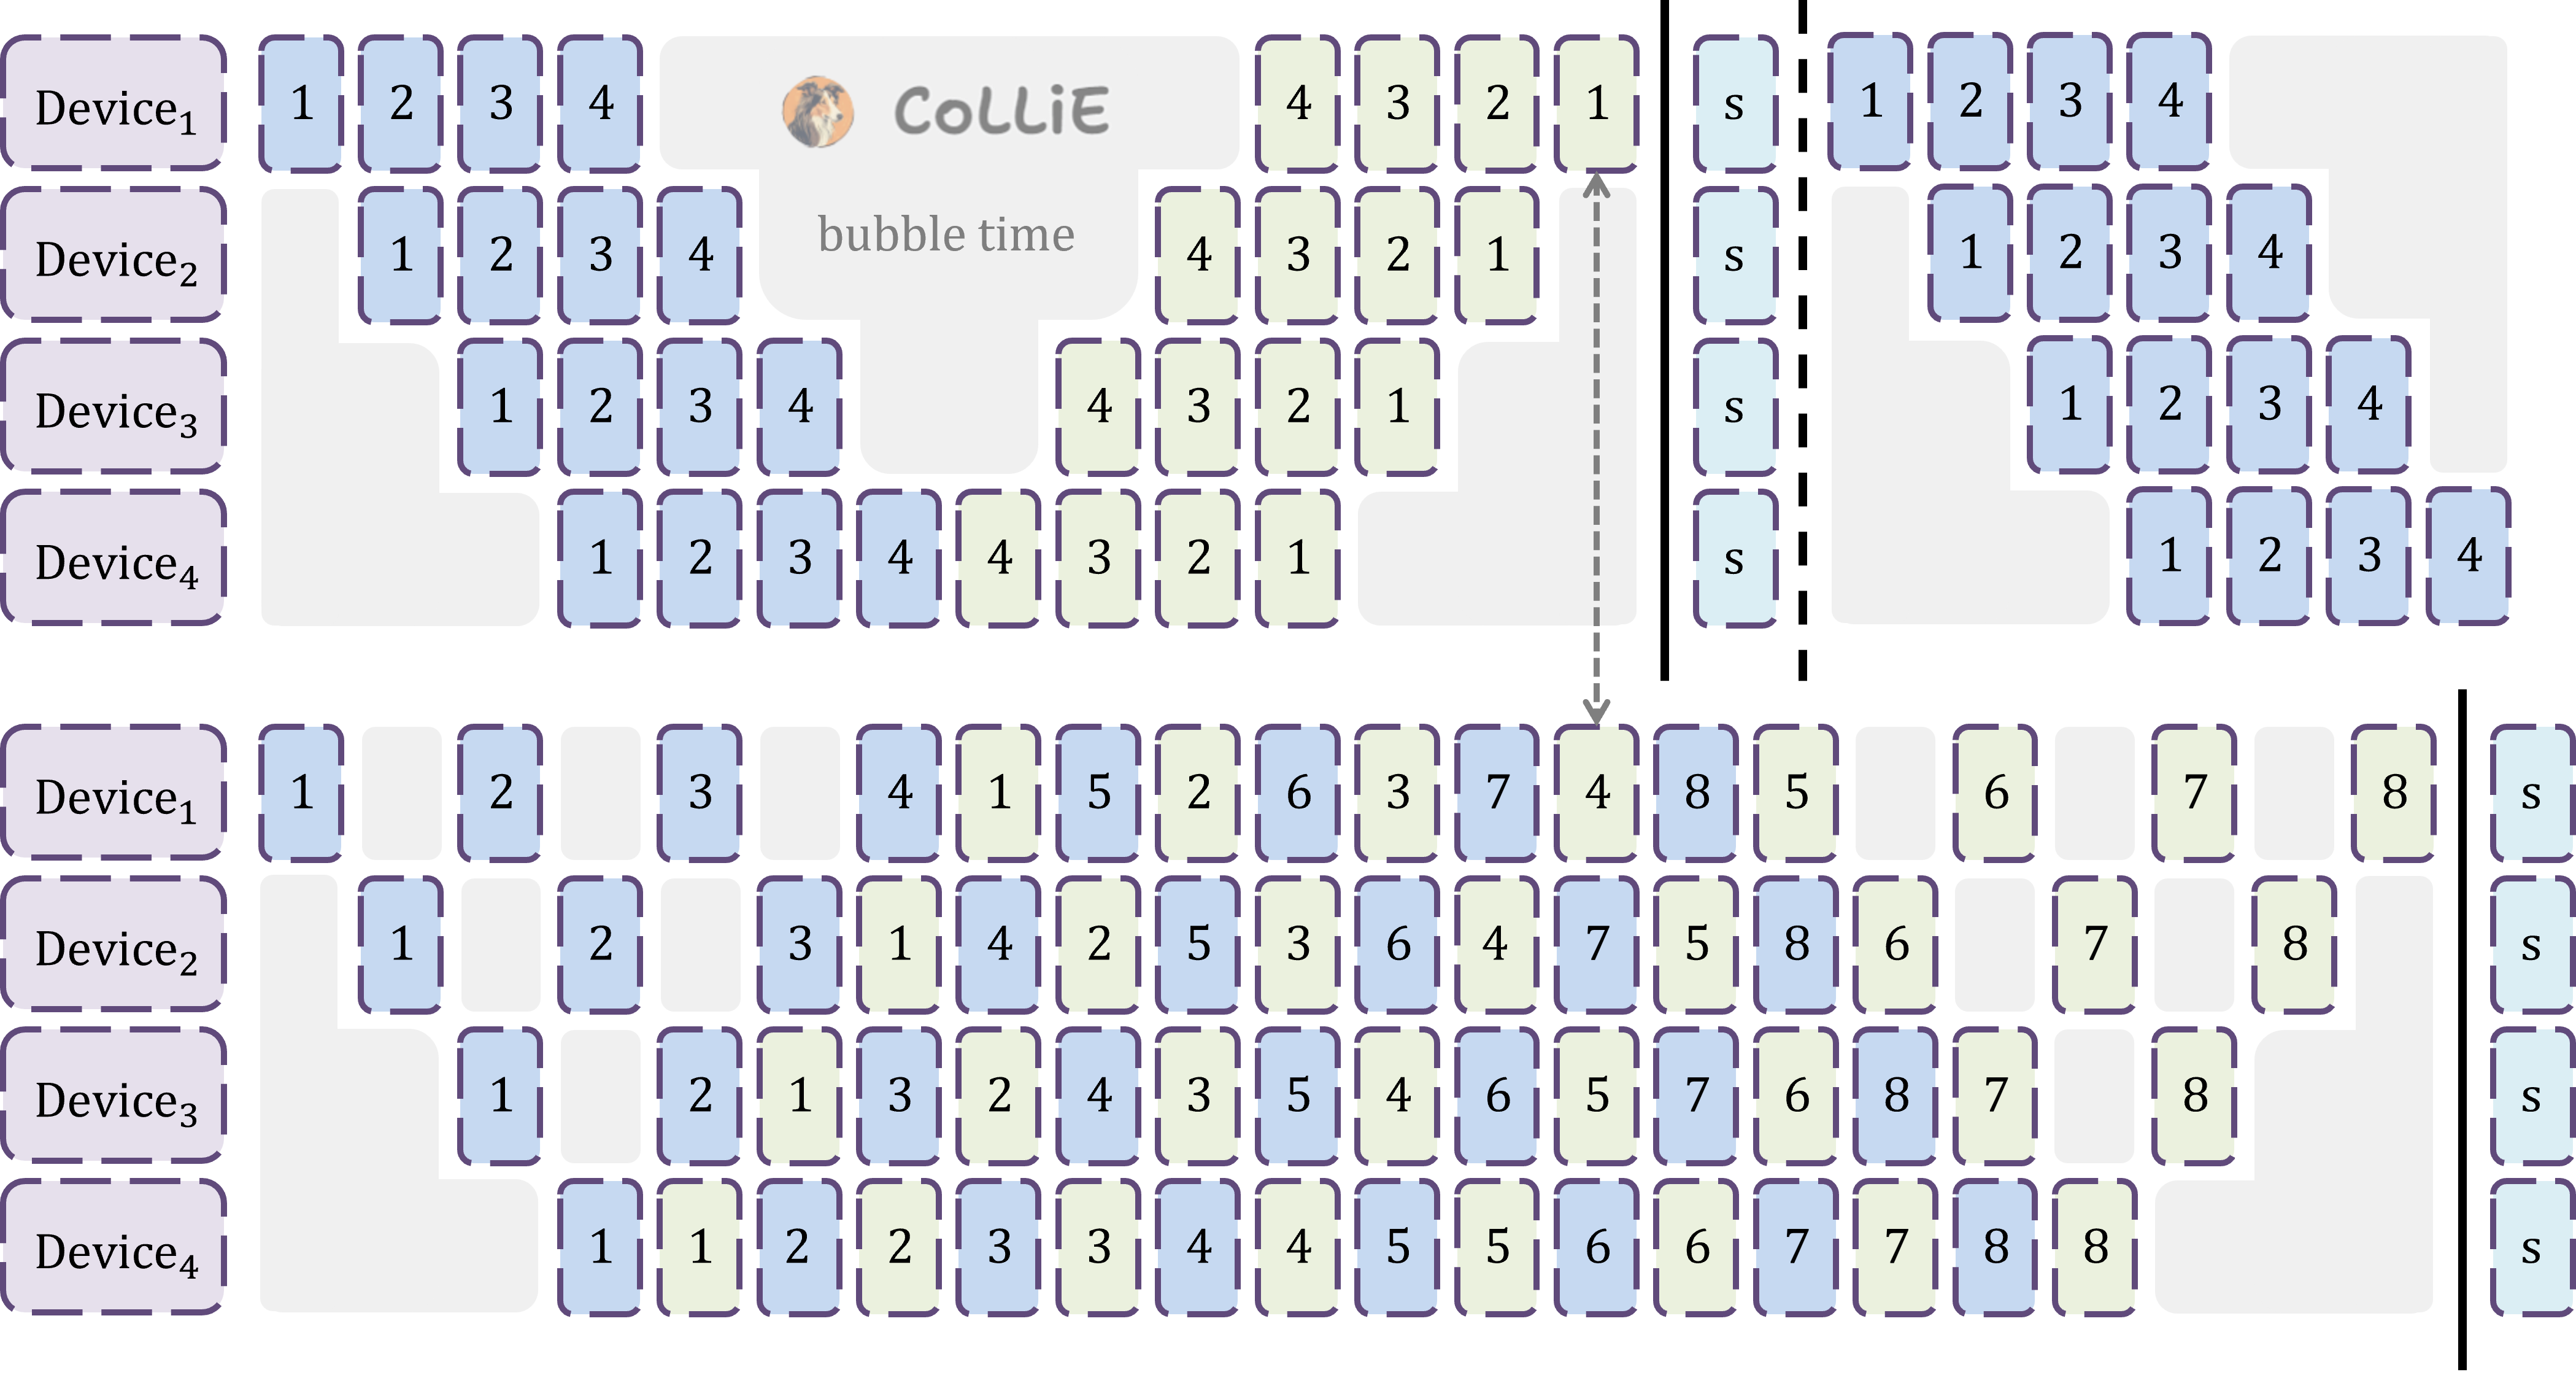 Device1 1 2 3 4 CoLLiE 4 3 2 1 s 1 2 3 4
Device2 1 2 3 4 bubble time 4 3 2 1 s 1 2 3 4
Device3 1 2 3 4 4 3 2 1 s 1 2 3 4
Device4 1 2 3 4 4 3 2 1 s 1 2 3 4
Device1 1 2 3 4 1 5 2 6 3 7 4 8 5 6 7 8 s
Device2 1 2 3 1 4 2 5 3 6 4 7 5 8 6 7 8 s
Device3 1 2 1 3 2 4 3 5 4 6 5 7 6 8 7 8 s
Device4 1 1 2 2 3 3 4 4 5 5 6 6 7 7 8 8 s